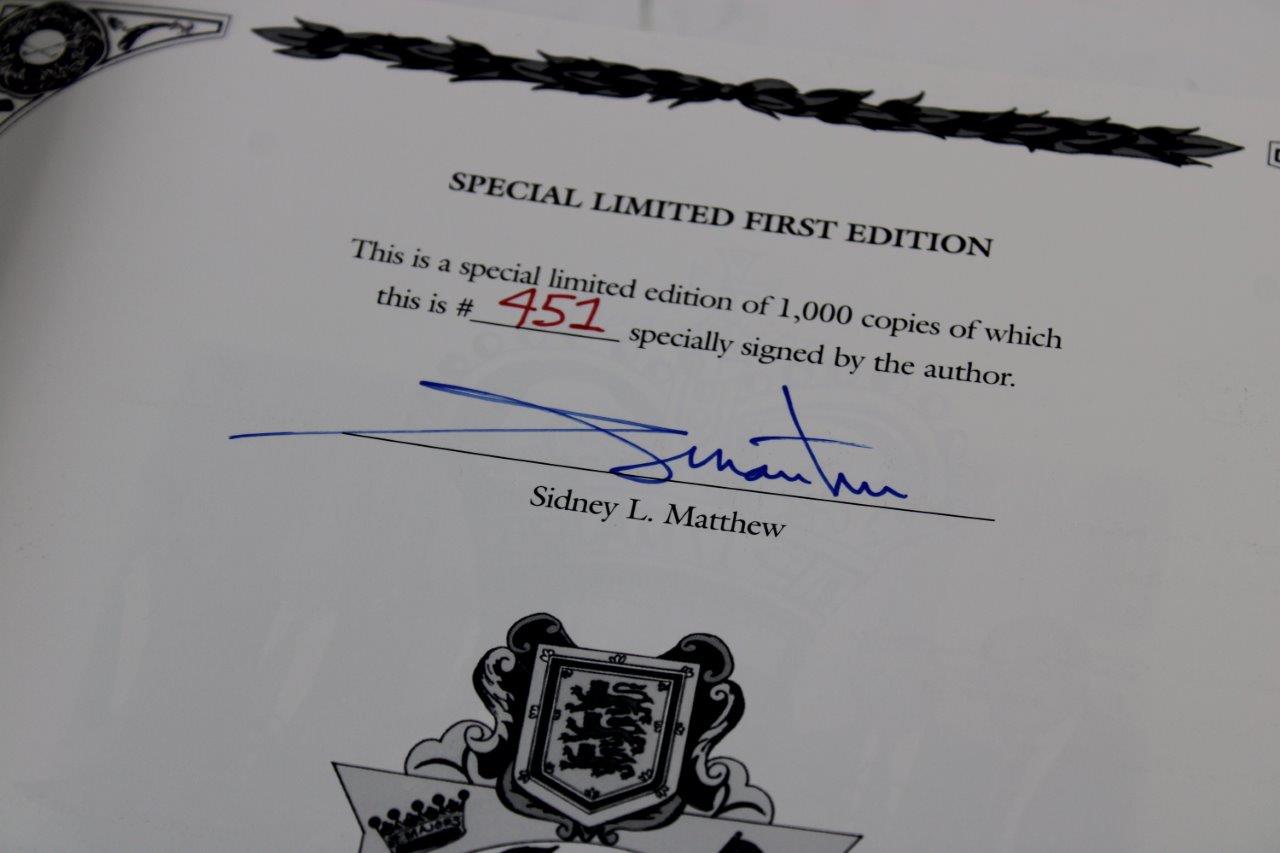 SPECIAL LIMITED FIRST EDITION
This is a special limited edition of 1,000 copies of which
this is # 451 specially signed by the author.
Sidney L. Matthew